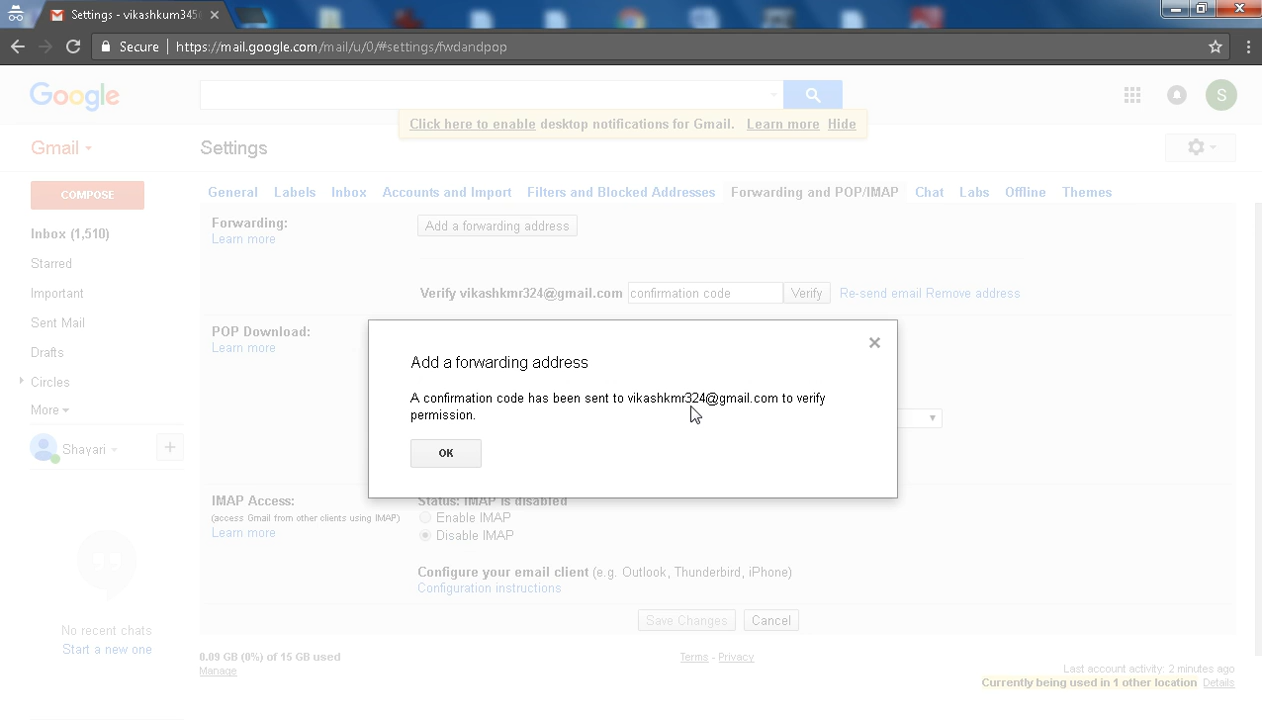 Settings - vikashkum345
Secure https://mail.google.com/mail/u/0/#settings/fwdandpop
Google
S
Click here to enable desktop notifications for Gmail. Learn more Hide
Gmail
Settings
COMPOSE
General Labels Inbox Accounts and Import Filters and Blocked Addresses Forwarding and POP/IMAP Chat Labs Offline Themes
Inbox (1,510)
Starred
Important
Sent Mail
Drafts
Circles
More
Shayari
No recent chats
Start a new one
Forwarding:
Learn more
Add a forwarding address
Verify vikashkmr324@gmail.com confirmation code Verify Re-send email Remove address
POP Download:
Learn more
Add a forwarding address
A confirmation code has been sent to vikashkmr324@gmail.com to verify
permission.
OK
IMAP Access:
(access Gmail from other clients using IMAP)
Learn more
Status: IMAP is disabled
Enable IMAP
Disable IMAP
Configure your email client (e.g. Outlook, Thunderbird, iPhone)
Configuration instructions
Save Changes Cancel
0.09 GB (0%) of 15 GB used
Manage
Terms - Privacy
Last account activity: 2 minutes ago
Currently being used in 1 other location Details